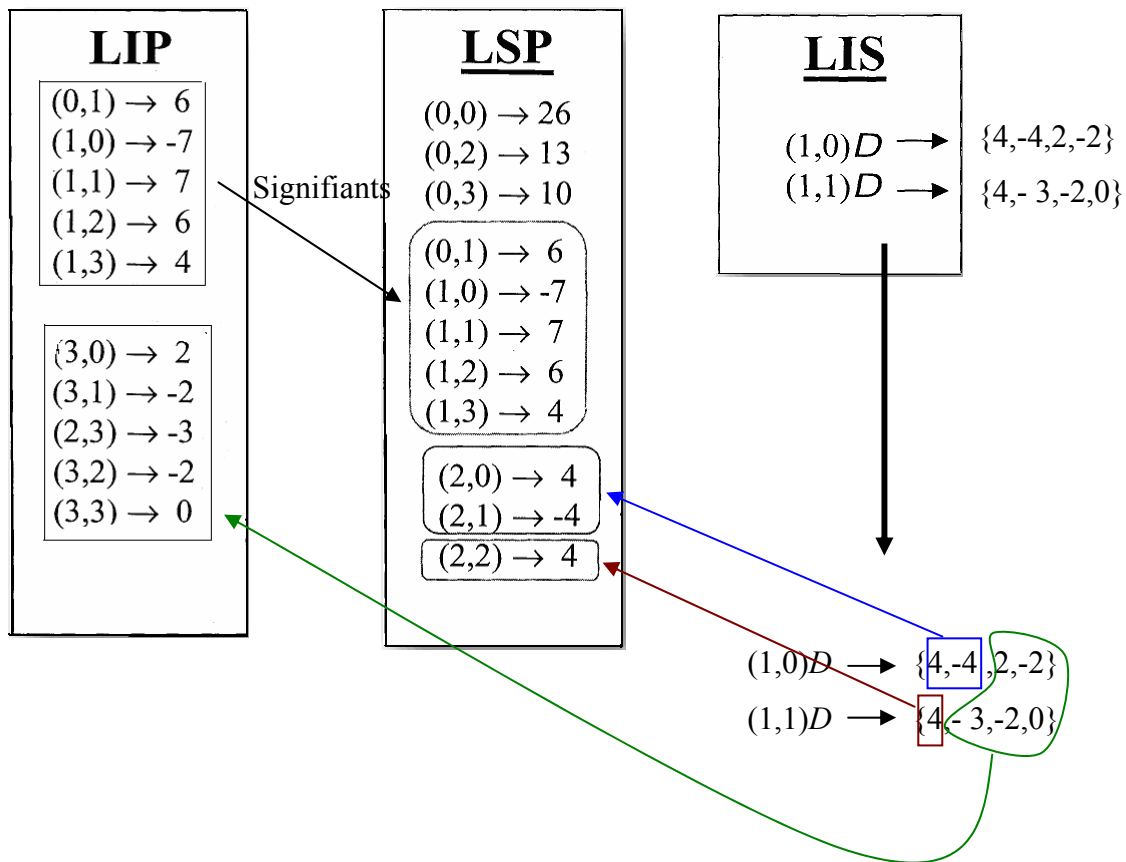 LIP
(0,1) → 6
(1,0) → -7
(1,1) → 7
(1,2) → 6
(1,3) → 4
(3,0) → 2
(3,1) → -2
(2,3) → -3
(3,2) → -2
(3,3) → 0
Signifiants
LSP
(0,0) → 26
(0,2) → 13
(0,3) → 10
(0,1) → 6
(1,0) → -7
(1,1) → 7
(1,2) → 6
(1,3) → 4
(2,0) → 4
(2,1) → -4
(2,2) → 4
LIS
(1,0)D → {4,-4,2,-2}
(1,1)D → {4,- 3,-2,0}
(1,0)D → {4,-4 ,2,-2}
(1,1)D → {4,- 3,-2,0}